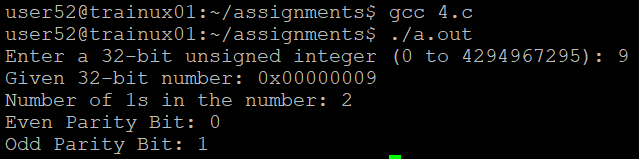 user52@trainux01:~/assignments$ gcc 4.c
user52@trainux01:~/assignments$ ./a.out
Enter a 32-bit unsigned integer (0 to 4294967295): 9
Given 32-bit number: 0x00000009
Number of 1s in the number: 2
Even Parity Bit: 0
Odd Parity Bit: 1